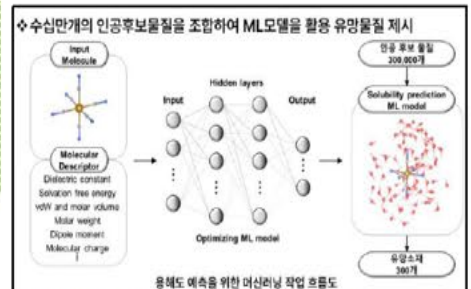 ❖수십만개의 인공후보물질을 조합하여 ML모델을 활용 유망물질 제시
Input
Molecule
Molecular
Descriptor
Dielectric constant
Solvation free energy
vdW and molar volume
Molar weight
Dipole moment
Molecular charge
Hidden layers
Input
Output
Optimizing ML model
인공 후보 물질
300,000개
Solubility prediction
ML model
유망소재
300개
용해도 예측을 위한 머신러닝 작업 흐름도